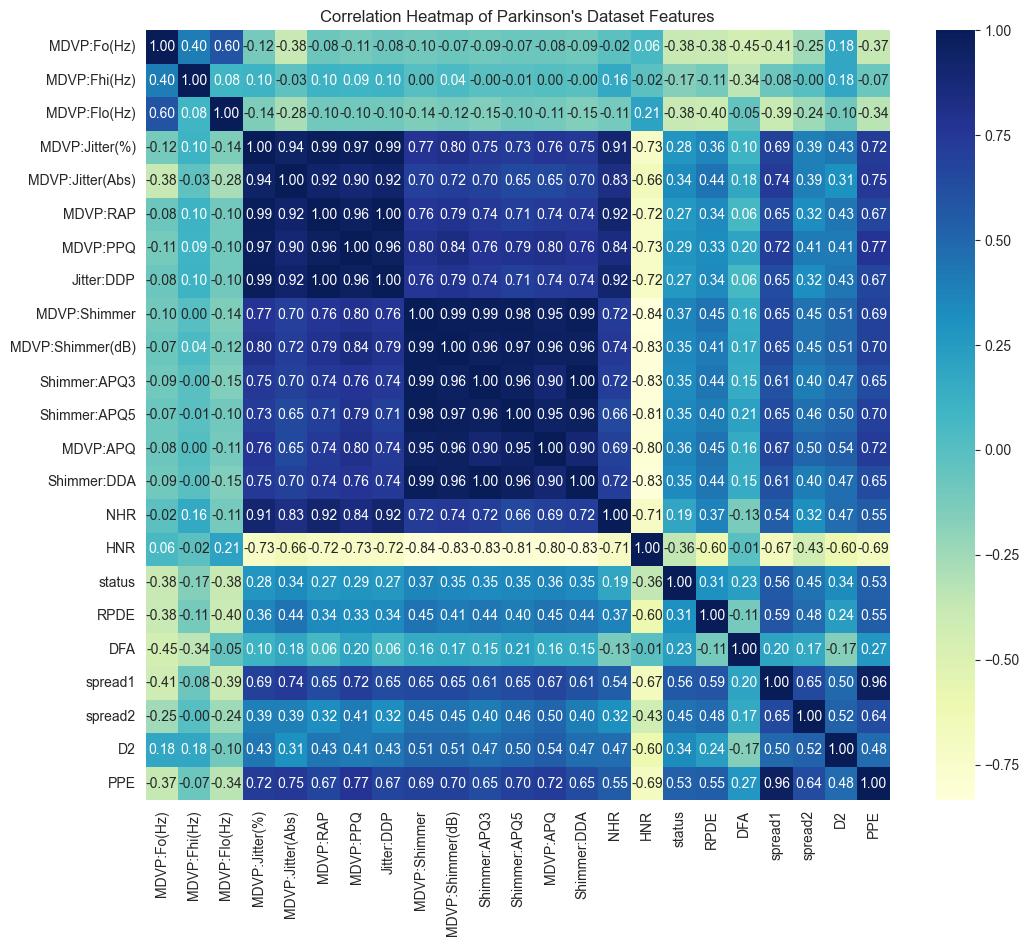 Correlation Heatmap of Parkinson's Dataset Features
MDVP:Fo(Hz) 1.00 0.40 0.60 -0.12 -0.38 -0.08 -0.11 -0.08 -0.10 -0.07 -0.09 -0.07 -0.08 -0.09 -0.02 0.06 -0.38 -0.38 -0.45 -0.41 -0.25 0.18 -0.37
MDVP:Fhi(Hz) 0.40 1.00 0.08 0.10 -0.03 0.10 0.09 0.10 0.00 0.04 -0.00 -0.01 0.00 -0.00 0.16 -0.02 -0.17 -0.11 -0.34 -0.08 -0.00 0.18 -0.07
MDVP:Flo(Hz) 0.60 0.08 1.00 -0.14 -0.28 -0.10 -0.10 -0.10 -0.14 -0.12 -0.15 -0.10 -0.11 -0.15 -0.11 0.21 -0.38 -0.40 -0.05 -0.39 -0.24 -0.10 -0.34
MDVP:Jitter(%) -0.12 0.10 -0.14 1.00 0.94 0.99 0.97 0.99 0.77 0.80 0.75 0.73 0.76 0.75 0.91 -0.73 0.28 0.36 0.10 0.69 0.39 0.43 0.72
MDVP:Jitter(Abs) -0.38 -0.03 -0.28 0.94 1.00 0.92 0.90 0.92 0.70 0.72 0.70 0.65 0.65 0.70 0.83 -0.66 0.34 0.44 0.18 0.74 0.39 0.31 0.75
MDVP:RAP -0.08 0.10 -0.10 0.99 0.92 1.00 0.96 1.00 0.76 0.79 0.74 0.71 0.74 0.74 0.92 -0.72 0.27 0.34 0.06 0.65 0.32 0.43 0.67
MDVP:PPQ -0.11 0.09 -0.10 0.97 0.90 0.96 1.00 0.96 0.80 0.84 0.76 0.79 0.80 0.76 0.84 -0.73 0.29 0.33 0.20 0.72 0.41 0.41 0.77
Jitter:DDP -0.08 0.10 -0.10 0.99 0.92 1.00 0.96 1.00 0.76 0.79 0.74 0.71 0.74 0.74 0.92 -0.72 0.27 0.34 0.06 0.65 0.32 0.43 0.67
MDVP:Shimmer -0.10 0.00 -0.14 0.77 0.70 0.76 0.80 0.76 1.00 0.99 0.99 0.98 0.95 0.99 0.72 -0.84 0.37 0.45 0.16 0.65 0.45 0.51 0.69
MDVP:Shimmer(dB) -0.07 0.04 -0.12 0.80 0.72 0.79 0.84 0.79 0.99 1.00 0.96 0.97 0.96 0.96 0.74 -0.83 0.35 0.41 0.17 0.65 0.45 0.51 0.70
Shimmer:APQ3 -0.09 -0.00 -0.15 0.75 0.70 0.74 0.76 0.74 0.99 0.96 1.00 0.96 0.90 1.00 0.72 -0.83 0.35 0.44 0.15 0.61 0.40 0.47 0.65
Shimmer:APQ5 -0.07 -0.01 -0.10 0.73 0.65 0.71 0.79 0.71 0.98 0.97 0.96 1.00 0.95 0.96 0.66 -0.81 0.35 0.40 0.21 0.65 0.46 0.50 0.70
MDVP:APQ -0.08 0.00 -0.11 0.76 0.65 0.74 0.80 0.74 0.95 0.96 0.90 0.95 1.00 0.90 0.69 -0.80 0.36 0.45 0.16 0.67 0.50 0.54 0.72
Shimmer:DDA -0.09 -0.00 -0.15 0.75 0.70 0.74 0.76 0.74 0.99 0.96 1.00 0.96 0.90 1.00 0.72 -0.83 0.35 0.44 0.15 0.61 0.40 0.47 0.65
NHR -0.02 0.16 -0.11 0.91 0.83 0.92 0.84 0.92 0.72 0.74 0.72 0.66 0.69 0.72 1.00 -0.71 0.19 0.37 -0.13 0.54 0.32 0.47 0.55
HNR 0.06 -0.02 0.21 -0.73 -0.66 -0.72 -0.73 -0.72 -0.84 -0.83 -0.83 -0.81 -0.80 -0.83 -0.71 1.00 -0.36 -0.60 -0.01 -0.67 -0.43 -0.60 -0.69
status -0.38 -0.17 -0.38 0.28 0.34 0.27 0.29 0.27 0.37 0.35 0.35 0.35 0.36 0.35 0.19 -0.36 1.00 0.31 0.23 0.56 0.45 0.34 0.53
RPDE -0.38 -0.11 -0.40 0.36 0.44 0.34 0.33 0.34 0.45 0.41 0.44 0.40 0.45 0.44 0.37 -0.60 0.31 1.00 -0.11 0.59 0.48 0.24 0.55
DFA -0.45 -0.34 -0.05 0.10 0.18 0.06 0.20 0.06 0.16 0.17 0.15 0.21 0.16 0.15 -0.13 -0.01 0.23 -0.11 1.00 0.20 0.17 -0.17 0.27
spread1 -0.41 -0.08 -0.39 0.69 0.74 0.65 0.72 0.65 0.65 0.65 0.61 0.65 0.67 0.61 0.54 -0.67 0.56 0.59 0.20 1.00 0.65 0.50 0.96
spread2 -0.25 -0.00 -0.24 0.39 0.39 0.32 0.41 0.32 0.45 0.45 0.40 0.46 0.50 0.40 0.32 -0.43 0.45 0.48 0.17 0.65 1.00 0.52 0.64
D2 0.18 0.18 -0.10 0.43 0.31 0.43 0.41 0.43 0.51 0.51 0.47 0.50 0.54 0.47 0.47 -0.60 0.34 0.24 -0.17 0.50 0.52 1.00 0.48
PPE -0.37 -0.07 -0.34 0.72 0.75 0.67 0.77 0.67 0.69 0.70 0.65 0.70 0.72 0.65 0.55 -0.69 0.53 0.55 0.27 0.96 0.64 0.48 1.00
MDVP:Fo(Hz)
MDVP:Fhi(Hz)
MDVP:Flo(Hz)
MDVP:Jitter(%)
MDVP:Jitter(Abs)
MDVP:RAP
MDVP:PPQ
Jitter:DDP
MDVP:Shimmer
MDVP:Shimmer(dB)
Shimmer:APQ3
Shimmer:APQ5
MDVP:APQ
Shimmer:DDA
NHR
HNR
status
RPDE
DFA
spread1
spread2
D2
PPE
1.00
0.75
0.50
0.25
0.00
−0.25
−0.50
−0.75